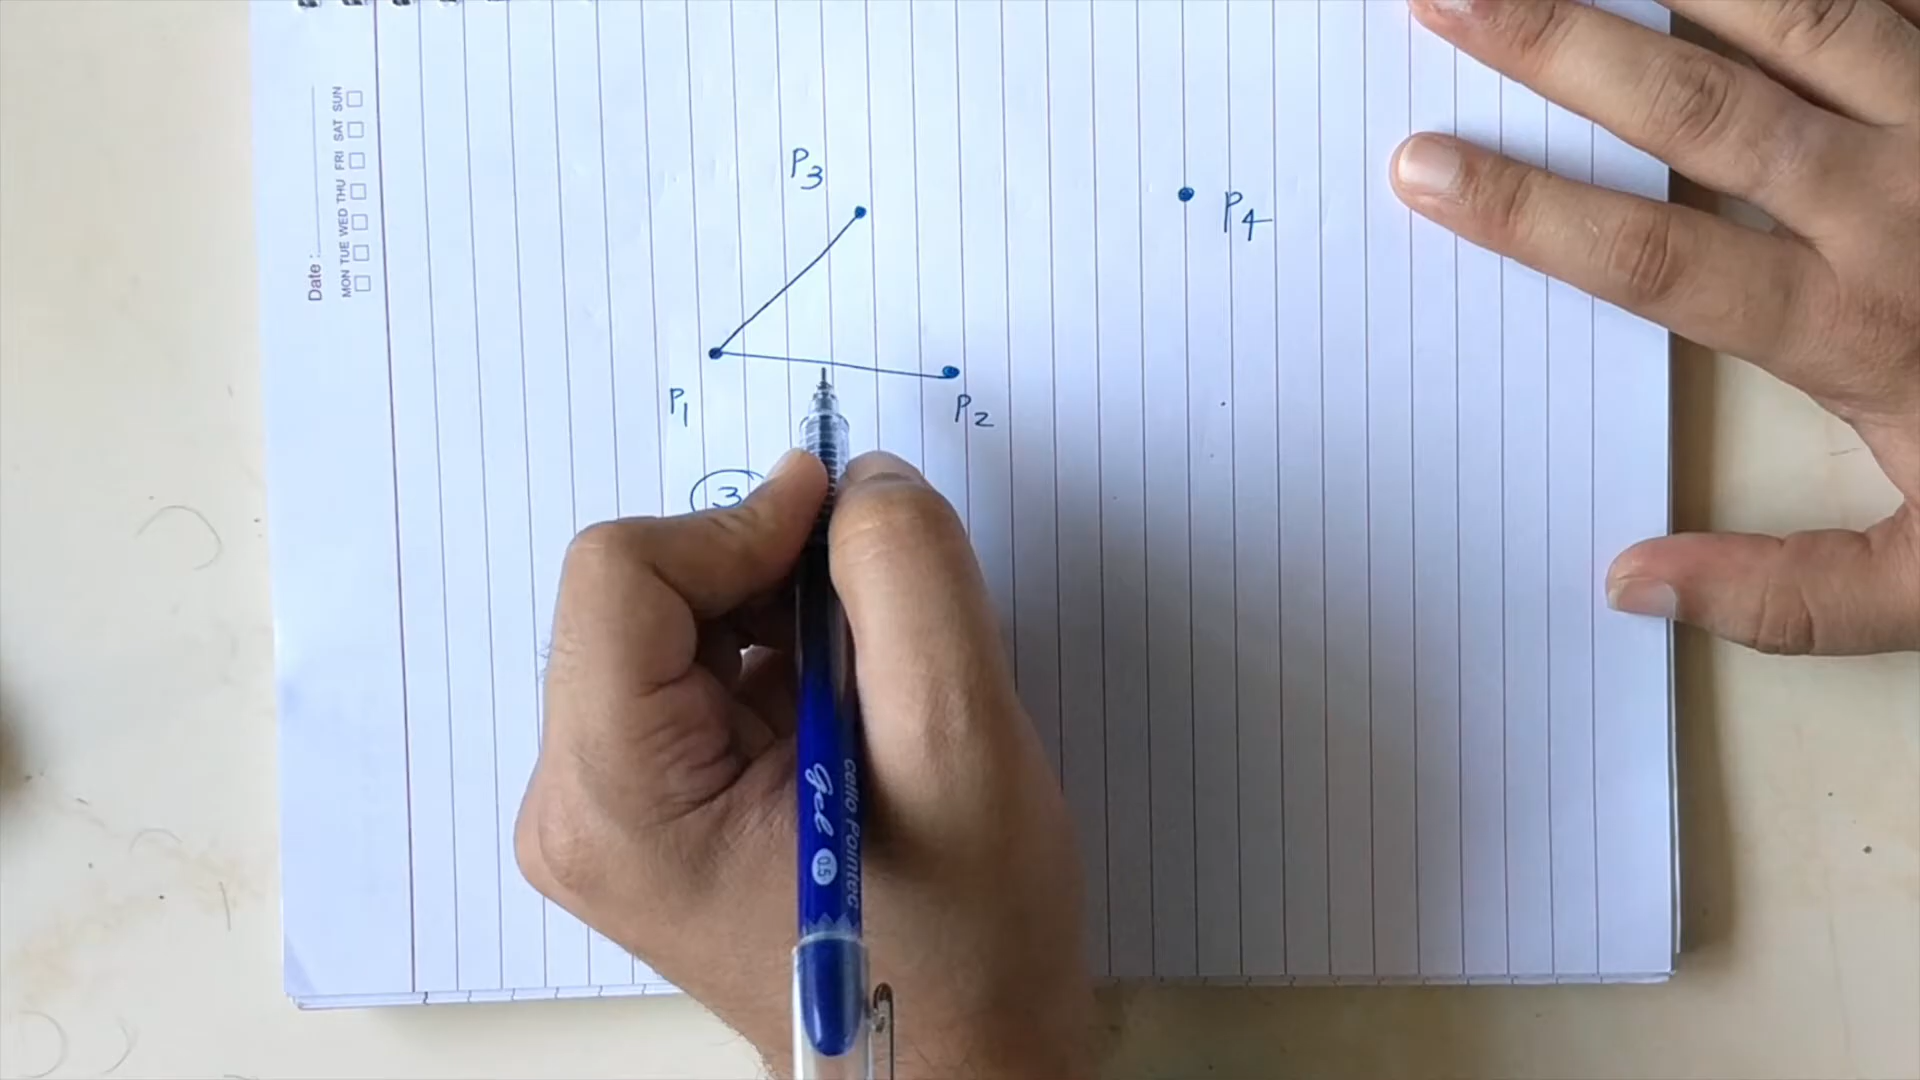 P3
P4
P1
P2
3
Date :
MON TUE WED THU FRI SAT SUN
cello Pointec
gel 0.5